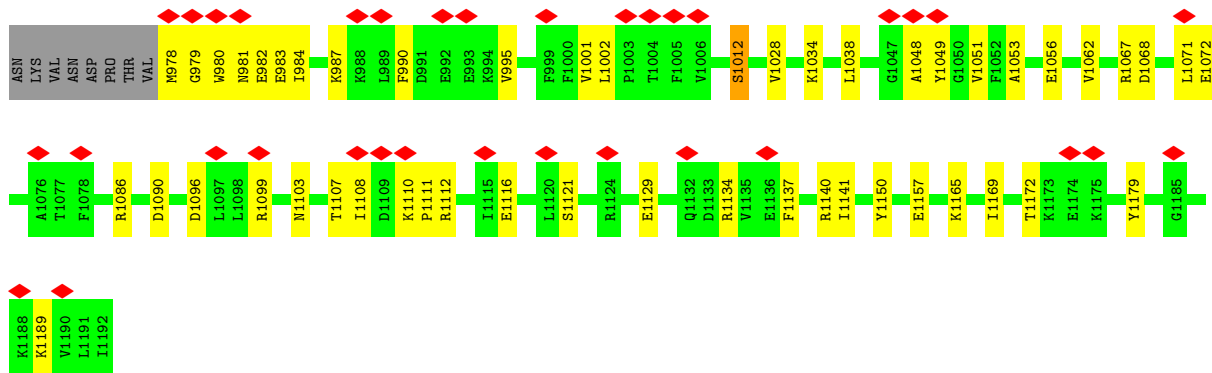 ASN LYS VAL ASN ASP PRO THR VAL M978 G979 W980 N981 E982 E983 I984 K987 K988 L989 F990 D991 E992 E993 K994 V995 F999 F1000 V1001 L1002 P1003 T1004 F1005 V1006 S1012 V1028 K1034 L1038 G1047 A1048 Y1049 G1050 V1051 F1052 A1053 E1056 V1062 R1067 D1068 L1071 E1072
A1076 T1077 F1078 R1086 D1090 D1096 L1097 L1098 R1099 N1103 T1107 I1108 D1109 K1110 P1111 R1112 I1115 E1116 L1120 S1121 R1124 E1129 Q1132 D1133 R1134 V1135 E1136 F1137 R1140 I1141 Y1150 E1157 K1165 I1169 T1172 K1173 E1174 K1175 Y1179 G1185
K1188 K1189 V1190 L1191 I1192